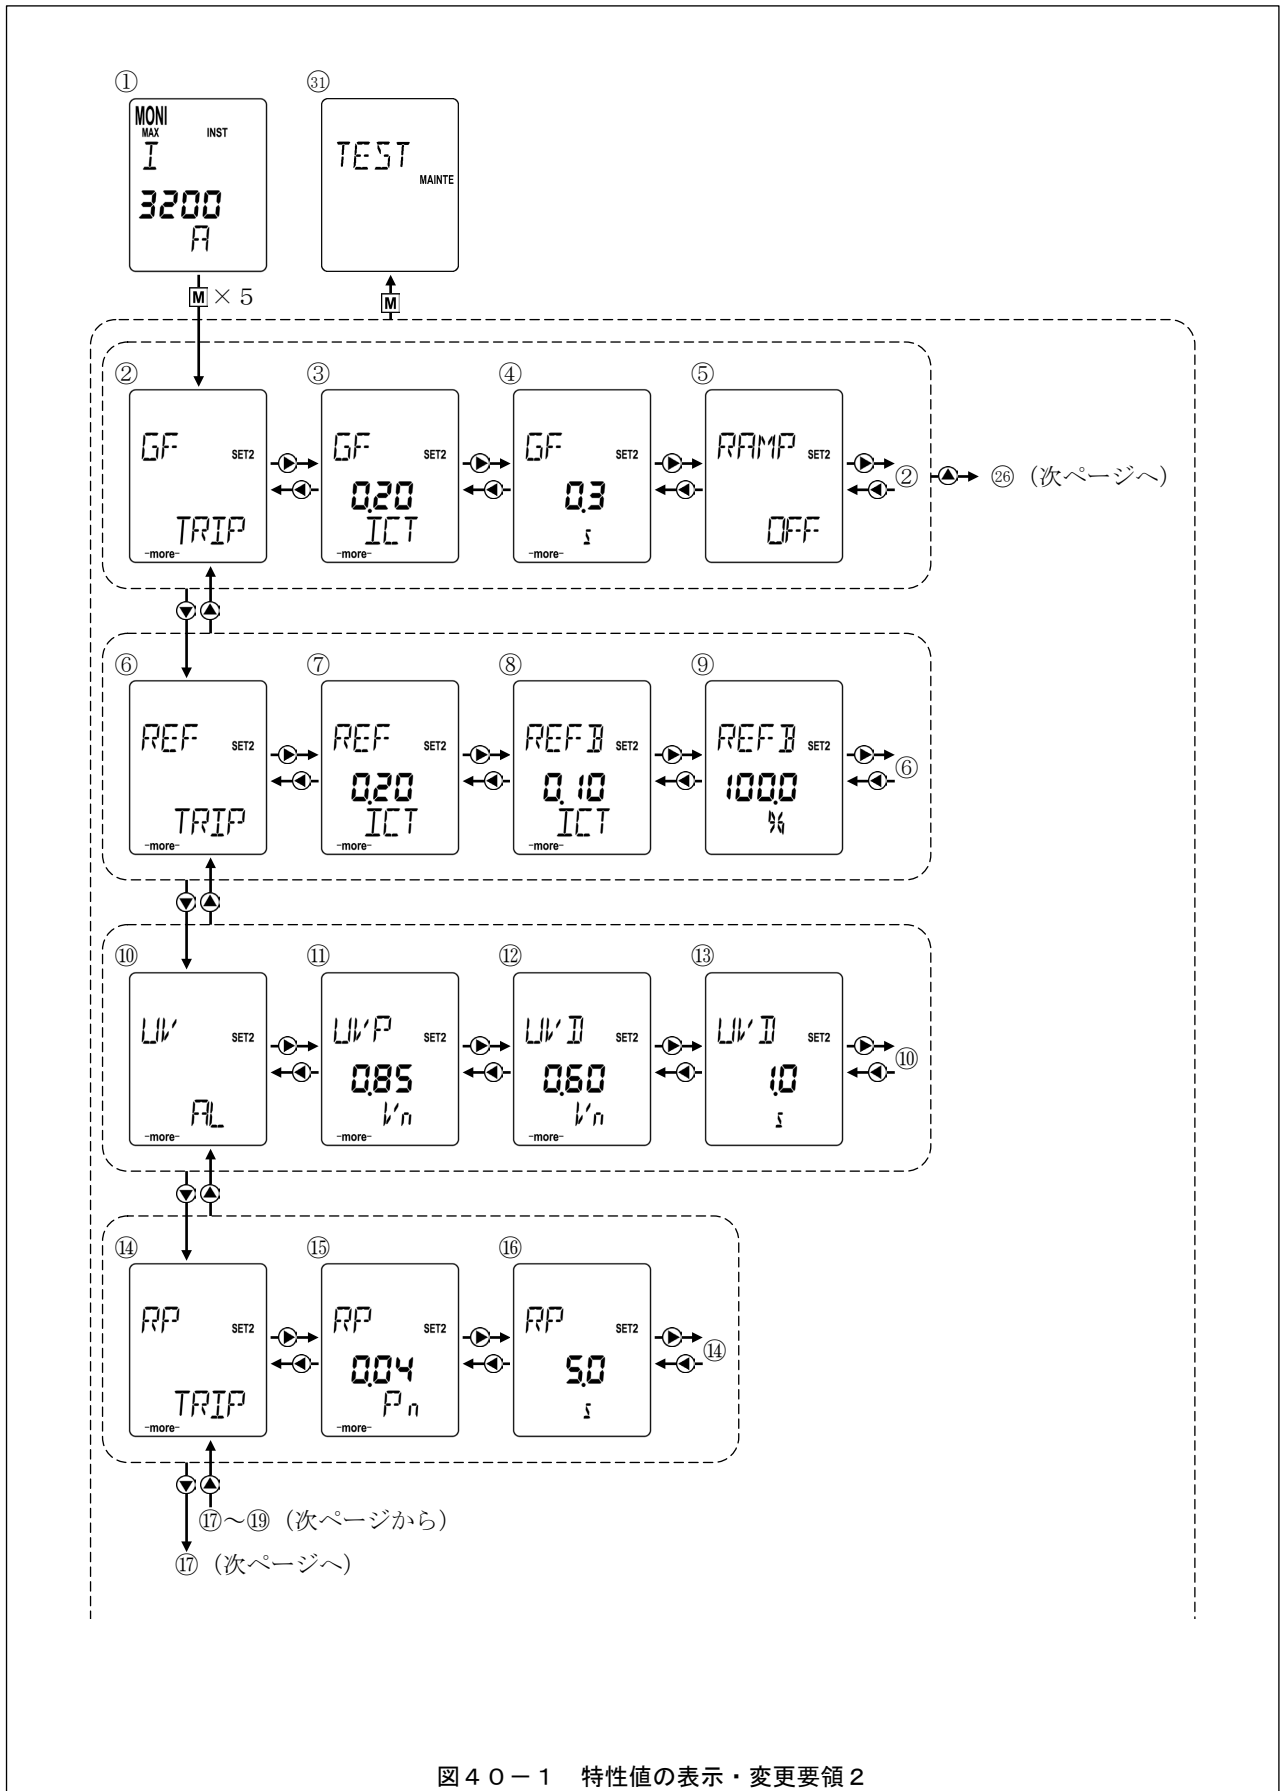 ① ㉛
MONI
MAX INST
I
3200
A
TEST
MAINTE
M × 5
M
② ③ ④ ⑤
GF SET2
TRIP
-more-
GF SET2
0.20
ICT
-more-
GF SET2
0.3
s
-more-
RAMP SET2
OFF
② ㉖ (次ページへ)
⑥ ⑦ ⑧ ⑨
REF SET2
TRIP
-more-
REF SET2
0.20
ICT
-more-
REFB SET2
0.10
ICT
-more-
REFB SET2
100.0
%
⑥
⑩ ⑪ ⑫ ⑬
UV SET2
AL
-more-
UVP SET2
0.85
Vn
-more-
UVD SET2
0.60
Vn
-more-
UVD SET2
1.0
s
⑩
⑭ ⑮ ⑯
RP SET2
TRIP
-more-
RP SET2
0.04
Pn
-more-
RP SET2
5.0
s
⑭
⑰～⑲ (次ページから)
⑰ (次ページへ)
図４０－１　特性値の表示・変更要領２